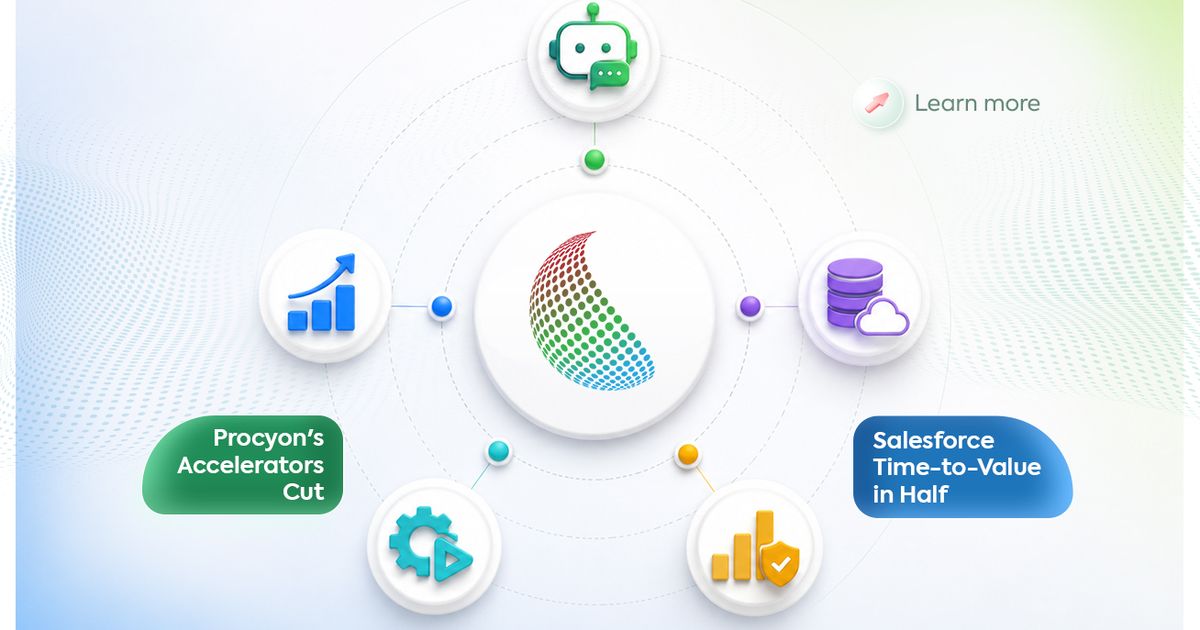 Learn more
Procyon's
Accelerators
Cut
Salesforce
Time-to-Value
in Half